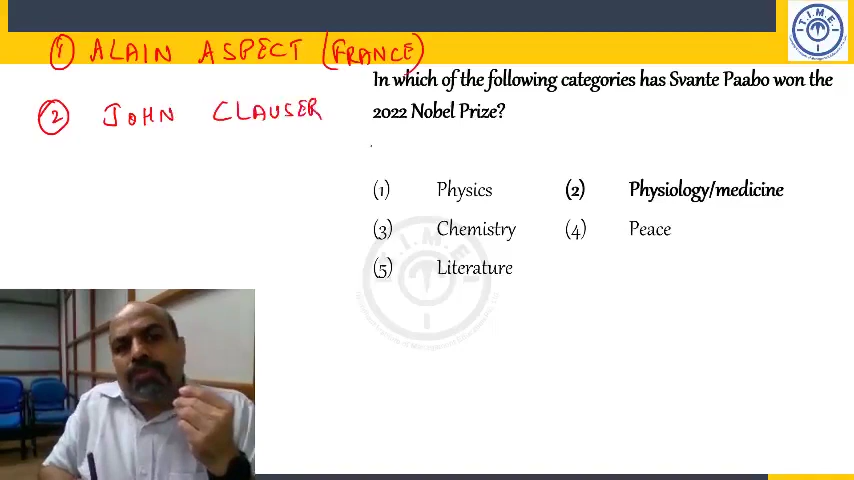 T.I.M.E.
① ALAIN ASPECT (FRANCE)
In which of the following categories has Svante Paabo won the
2022 Nobel Prize?
② JOHN CLAUSER
(1) Physics (2) Physiology/medicine
(3) Chemistry (4) Peace
(5) Literature
T.I.M.E.